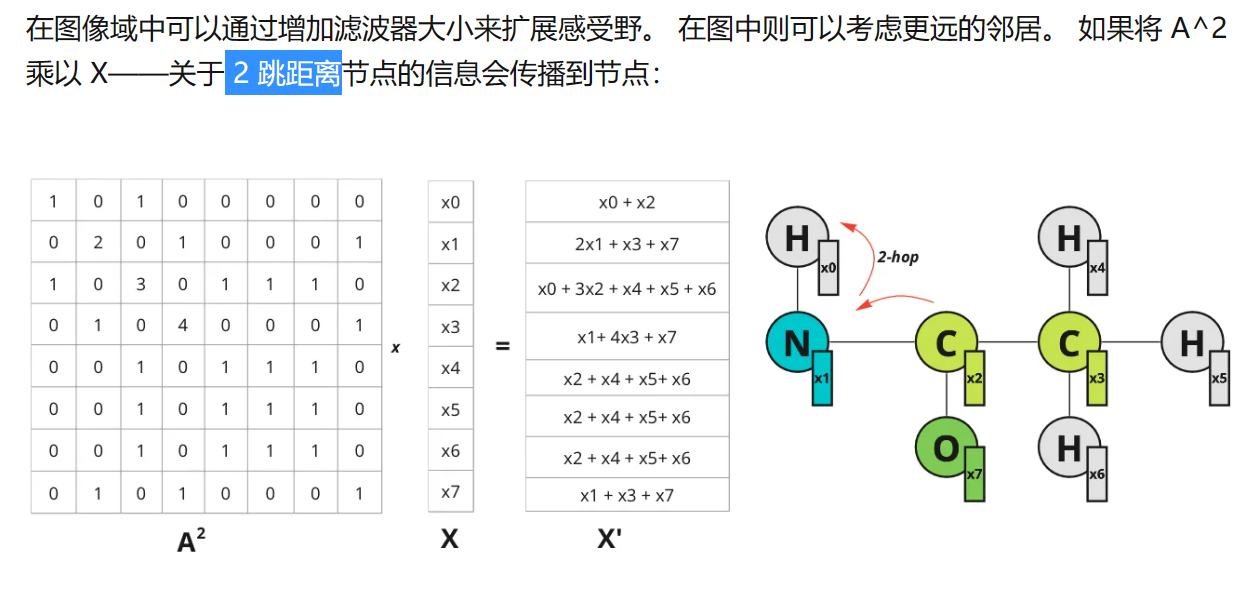 在图像域中可以通过增加滤波器大小来扩展感受野。 在图中则可以考虑更远的邻居。 如果将 A^2
乘以 X——关于 2 跳距离节点的信息会传播到节点：
1 0 1 0 0 0 0 0
0 2 0 1 0 0 0 1
1 0 3 0 1 1 1 0
0 1 0 4 0 0 0 1
0 0 1 0 1 1 1 0
0 0 1 0 1 1 1 0
0 0 1 0 1 1 1 0
0 1 0 1 0 0 0 1
A²
x
x0
x1
x2
x3
x4
x5
x6
x7
X
=
x0 + x2
2x1 + x3 + x7
x0 + 3x2 + x4 + x5 + x6
x1+ 4x3 + x7
x2 + x4 + x5+ x6
x2 + x4 + x5+ x6
x2 + x4 + x5+ x6
x1 + x3 + x7
X'
H
x0
2-hop
H
x4
N
x1
C
x2
C
x3
H
x5
O
x7
H
x6